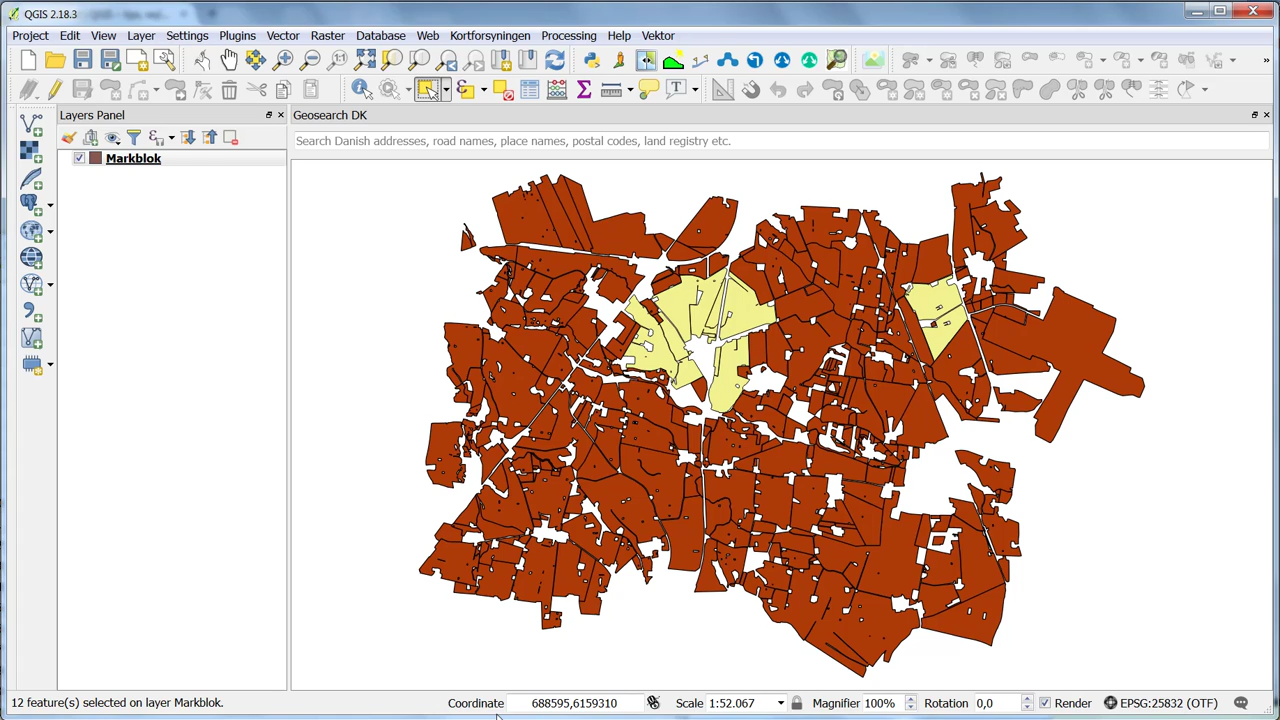 QGIS 2.18.3
Project Edit View Layer Settings Plugins Vector Raster Database Web Kortforsyningen Processing Help Vektor
Layers Panel
Geosearch DK
Search Danish addresses, road names, place names, postal codes, land registry etc.
Markblok
12 feature(s) selected on layer Markblok.
Coordinate 688595,6159310 Scale 1:52.067 Magnifier 100% Rotation 0,0 Render EPSG:25832 (OTF)